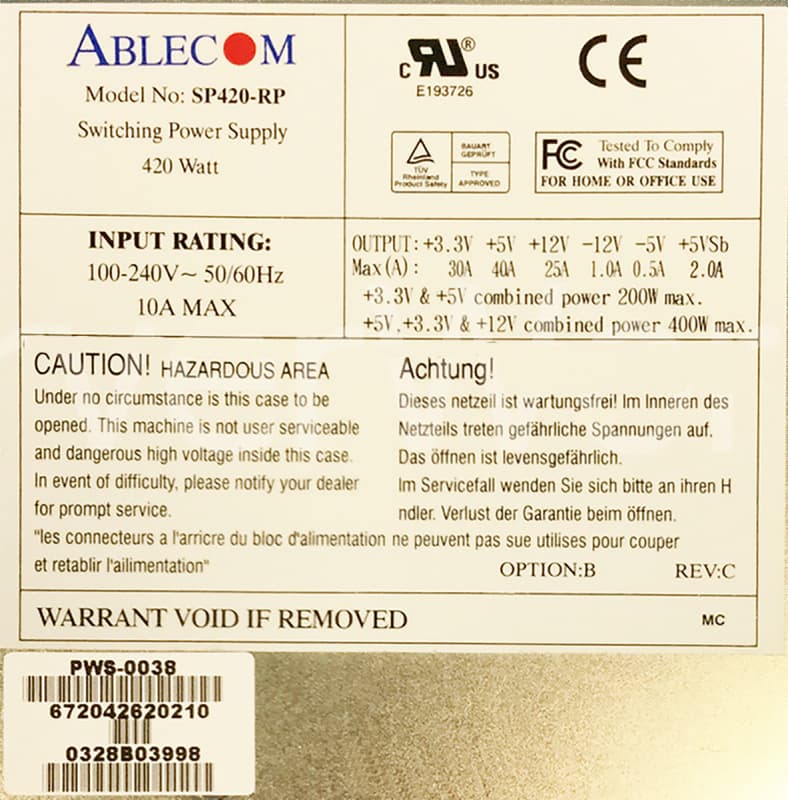 ABLECOM
Model No: SP420-RP
Switching Power Supply
420 Watt
c RU ® US
E193726
CE
TÜV
Rheinland
Product Safety
BAUART
GEPRÜFT
TYPE
APPROVED
FCC Tested To Comply
With FCC Standards
FOR HOME OR OFFICE USE
INPUT RATING:
100-240V~ 50/60Hz
10A MAX
OUTPUT: +3.3V +5V +12V -12V -5V +5VSb
Max(A): 30A 40A 25A 1.0A 0.5A 2.0A
+3.3V & +5V combined power 200W max.
+5V,+3.3V & +12V combined power 400W max.
CAUTION! HAZARDOUS AREA
Under no circumstance is this case to be
opened. This machine is not user serviceable
and dangerous high voltage inside this case.
In event of difficulty, please notify your dealer
for prompt service.
Achtung!
Dieses netzeil ist wartungsfrei! Im Inneren des
Netzteils treten gefährliche Spannungen auf.
Das öffnen ist levensgefährlich.
Im Servicefall wenden Sie sich bitte an ihren H
ndler. Verlust der Garantie beim öffnen.
"les connecteurs a l'arricre du bloc d'alimentation ne peuvent pas sue utilises pour couper
et retablir l'ailimentation"
OPTION:B REV:C
WARRANT VOID IF REMOVED MC
PWS-0038
672042620210
0328B03998